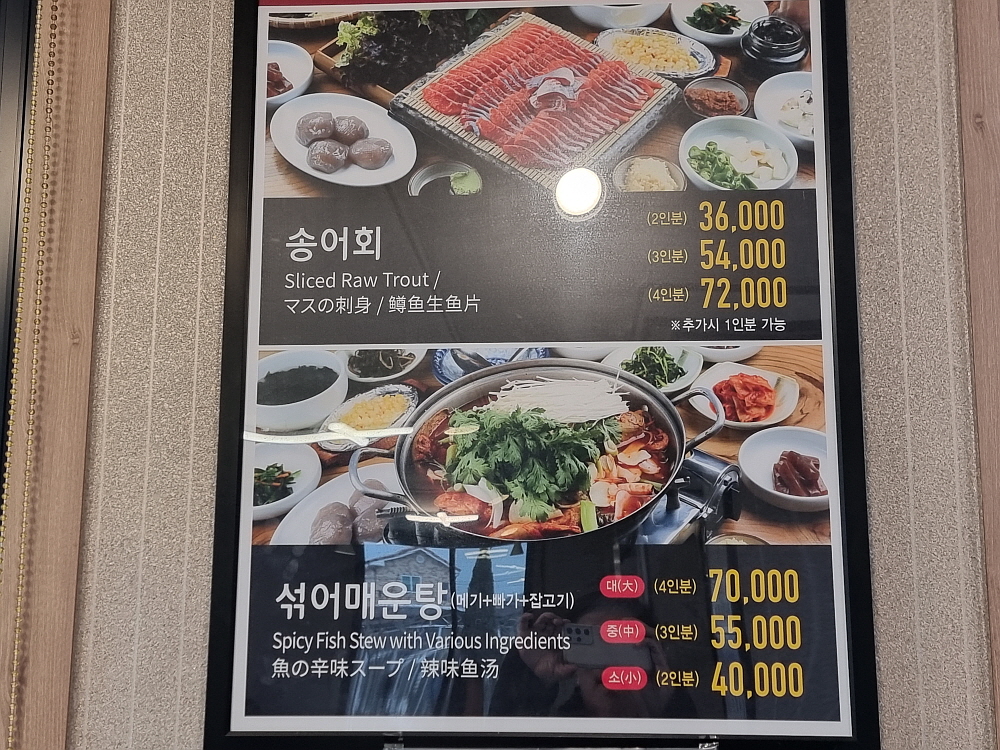 송어회
Sliced Raw Trout /
マスの刺身 / 鳟鱼生鱼片
(2인분) 36,000
(3인분) 54,000
(4인분) 72,000
※추가시 1인분 가능
섞어매운탕(메기+빠가+잡고기)
Spicy Fish Stew with Various Ingredients
魚の辛味スープ / 辣味鱼汤
대(大) (4인분) 70,000
중(中) (3인분) 55,000
소(小) (2인분) 40,000